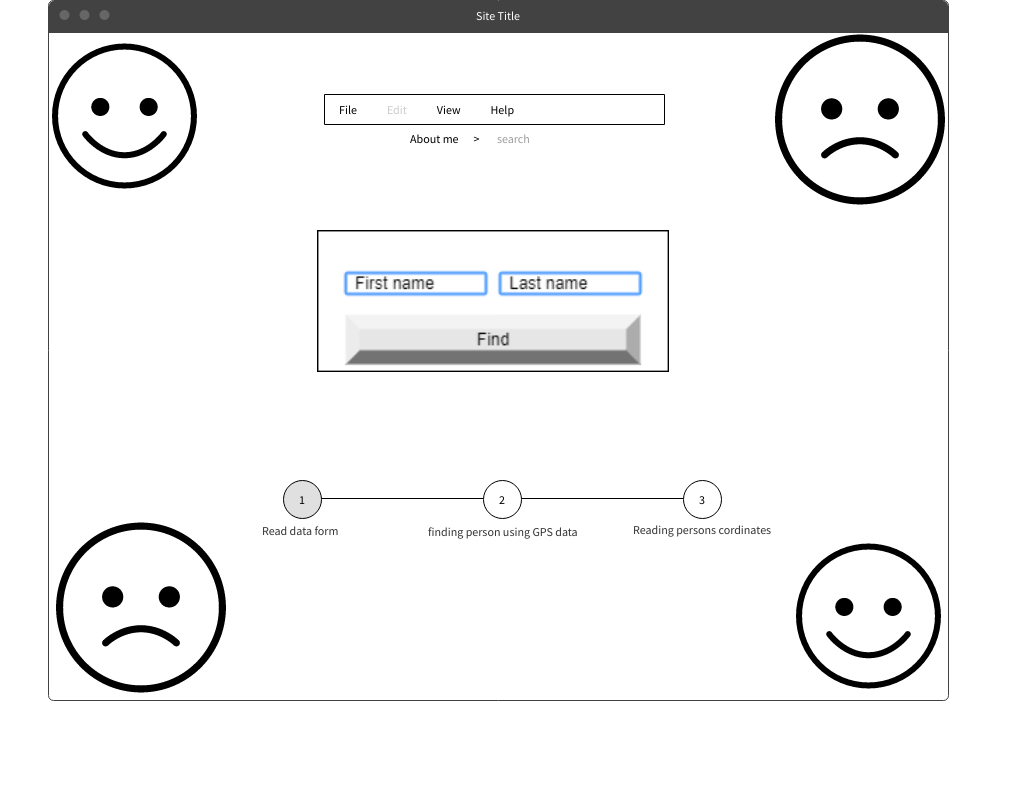 Site Title
File Edit View Help
About me > search
First name Last name
Find
1 2 3
Read data form finding person using GPS data Reading persons cordinates